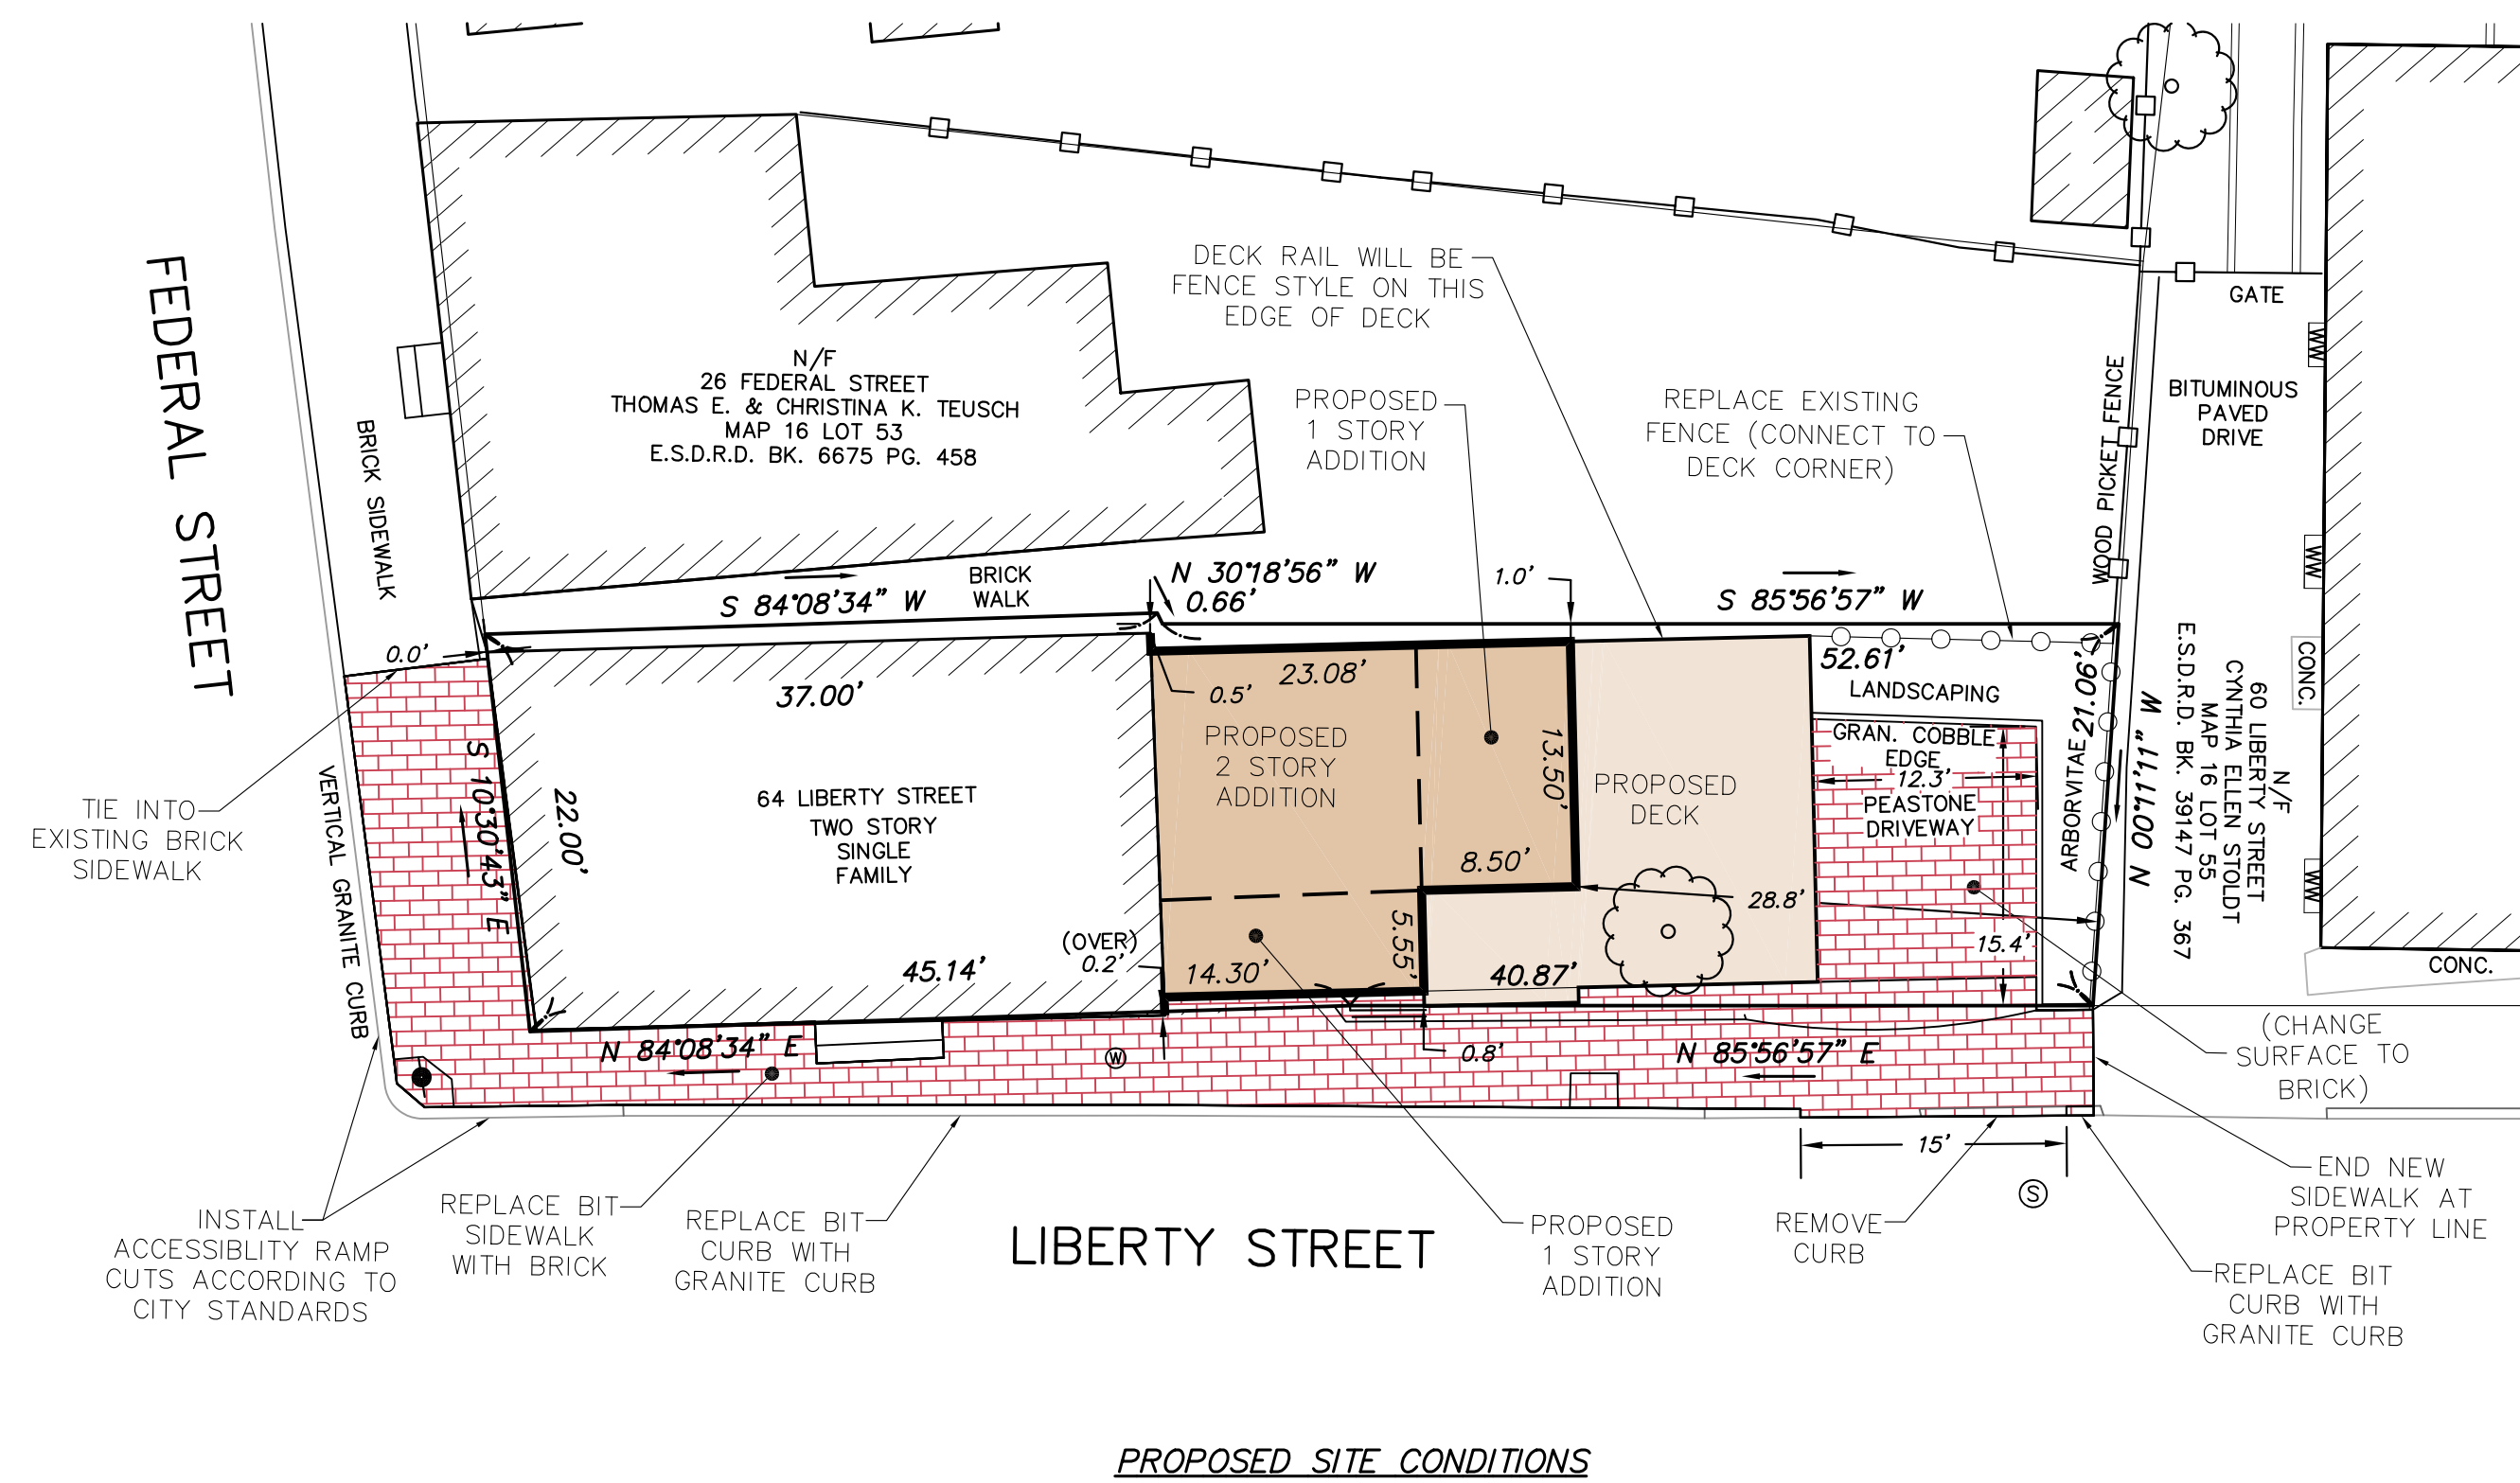 FEDERAL STREET
BRICK SIDEWALK
VERTICAL GRANITE CURB
N/F
26 FEDERAL STREET
THOMAS E. & CHRISTINA K. TEUSCH
MAP 16 LOT 53
E.S.D.R.D. BK. 6675 PG. 458
DECK RAIL WILL BE
FENCE STYLE ON THIS
EDGE OF DECK
PROPOSED
1 STORY
ADDITION
REPLACE EXISTING
FENCE (CONNECT TO
DECK CORNER)
WOOD PICKET FENCE
GATE
BITUMINOUS
PAVED
DRIVE
BRICK
WALK
S 84°08'34" W
N 30°18'56" W
0.66'
1.0'
S 85°56'57" W
0.0'
37.00'
0.5'
23.08'
52.61'
21.06'
LANDSCAPING
CONC.
N/F
60 LIBERTY STREET
CYNTHIA ELLEN STOLDT
MAP 16 LOT 55
E.S.D.R.D. BK. 39147 PG. 367
N 00°11'11" W
S 10°30'43" E
22.00'
64 LIBERTY STREET
TWO STORY
SINGLE
FAMILY
PROPOSED
2 STORY
ADDITION
13.50'
PROPOSED
DECK
GRAN. COBBLE
EDGE
12.3'
PEASTONE
DRIVEWAY
ARBORVITAE
8.50'
28.8'
15.4'
TIE INTO
EXISTING BRICK
SIDEWALK
(OVER)
0.2'
45.14'
14.30'
5.55'
40.87'
CONC.
N 84°08'34" E
W
0.8'
N 85°56'57" E
(CHANGE
SURFACE TO
BRICK)
15'
S
INSTALL
ACCESSIBLITY RAMP
CUTS ACCORDING TO
CITY STANDARDS
REPLACE BIT
SIDEWALK
WITH BRICK
REPLACE BIT
CURB WITH
GRANITE CURB
LIBERTY STREET
PROPOSED
1 STORY
ADDITION
REMOVE
CURB
END NEW
SIDEWALK AT
PROPERTY LINE
REPLACE BIT
CURB WITH
GRANITE CURB
PROPOSED SITE CONDITIONS